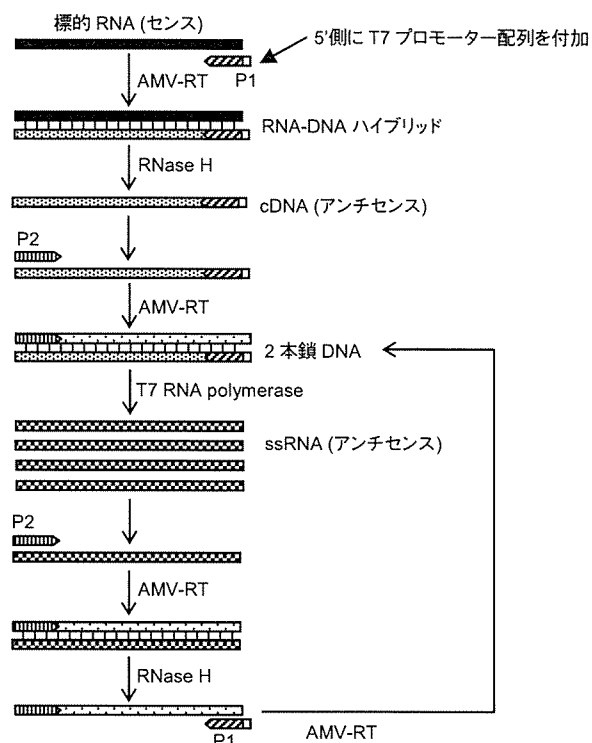 標的 RNA (センス)
5'側に T7 プロモーター配列を付加
AMV-RT
P1
RNA-DNA ハイブリッド
RNase H
cDNA (アンチセンス)
P2
AMV-RT
2 本鎖 DNA
T7 RNA polymerase
ssRNA (アンチセンス)
P2
AMV-RT
RNase H
P1
AMV-RT